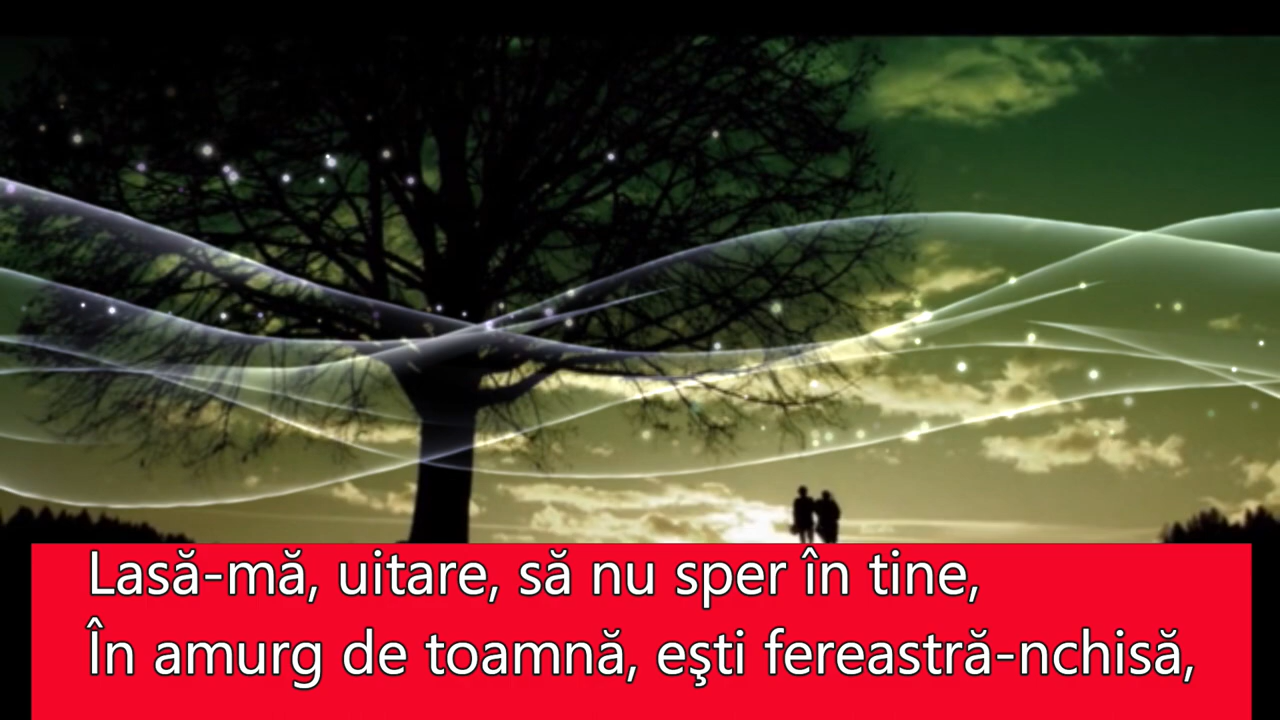 Lasă-mă, uitare, să nu sper în tine,
În amurg de toamnă, eşti fereastră-nchisă,